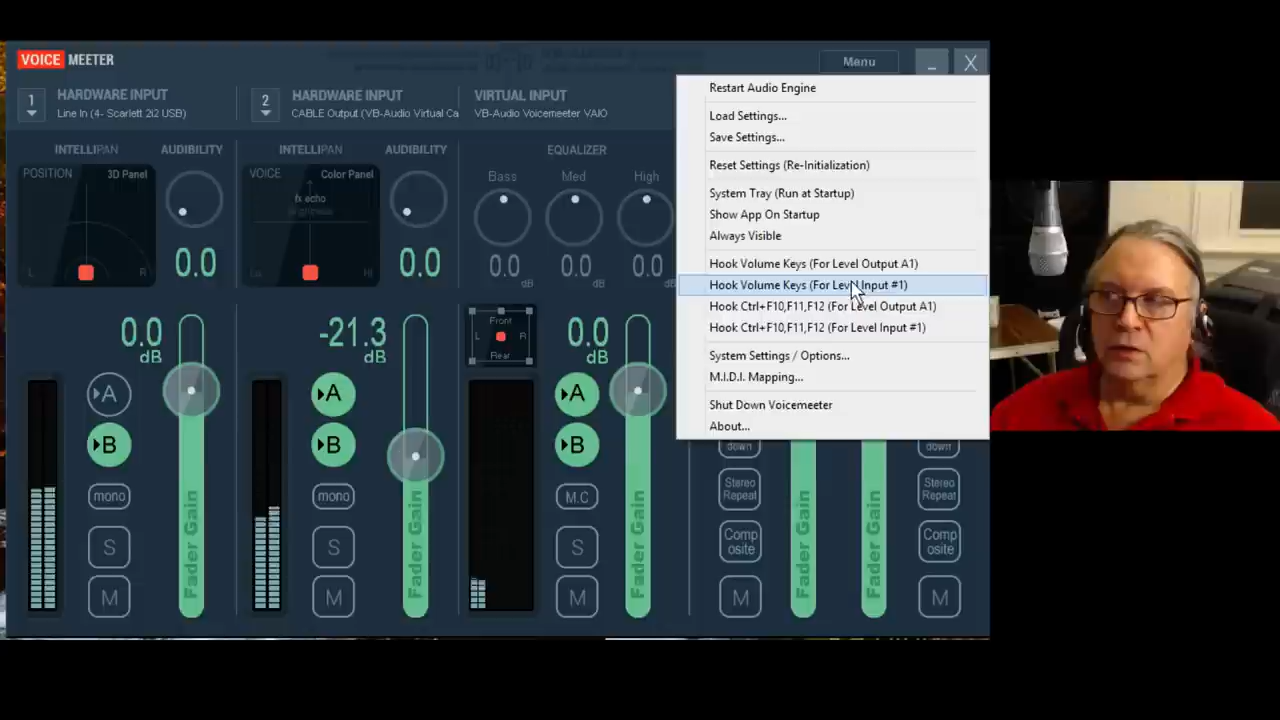 VOICE MEETER
Menu
_
X
1
HARDWARE INPUT
Line In (4- Scarlett 2i2 USB)
2
HARDWARE INPUT
CABLE Output (VB-Audio Virtual Ca
VIRTUAL INPUT
VB-Audio Voicemeeter VAIO
INTELLIPAN
AUDIBILITY
INTELLIPAN
AUDIBILITY
EQUALIZER
POSITION
3D Panel
VOICE
Color Panel
fx echo
brightness
Bass
Med
High
L
R
Lo
Hi
0.0
0.0
0.0
0.0
0.0
dB
dB
Front
L
R
Rear
0.0
dB
-21.3
dB
0.0
dB
A
A
A
B
B
B
mono
mono
M.C
S
S
S
M
M
M
Fader Gain
Fader Gain
Fader Gain
Restart Audio Engine
Load Settings...
Save Settings...
Reset Settings (Re-Initialization)
System Tray (Run at Startup)
Show App On Startup
Always Visible
Hook Volume Keys (For Level Output A1)
Hook Volume Keys (For Level Input #1)
Hook Ctrl+F10,F11,F12 (For Level Output A1)
Hook Ctrl+F10,F11,F12 (For Level Input #1)
System Settings / Options...
M.I.D.I. Mapping...
Shut Down Voicemeeter
About...
down
down
Stereo
Repeat
Stereo
Repeat
Comp
osite
Comp
osite
M
M
Fader Gain
Fader Gain